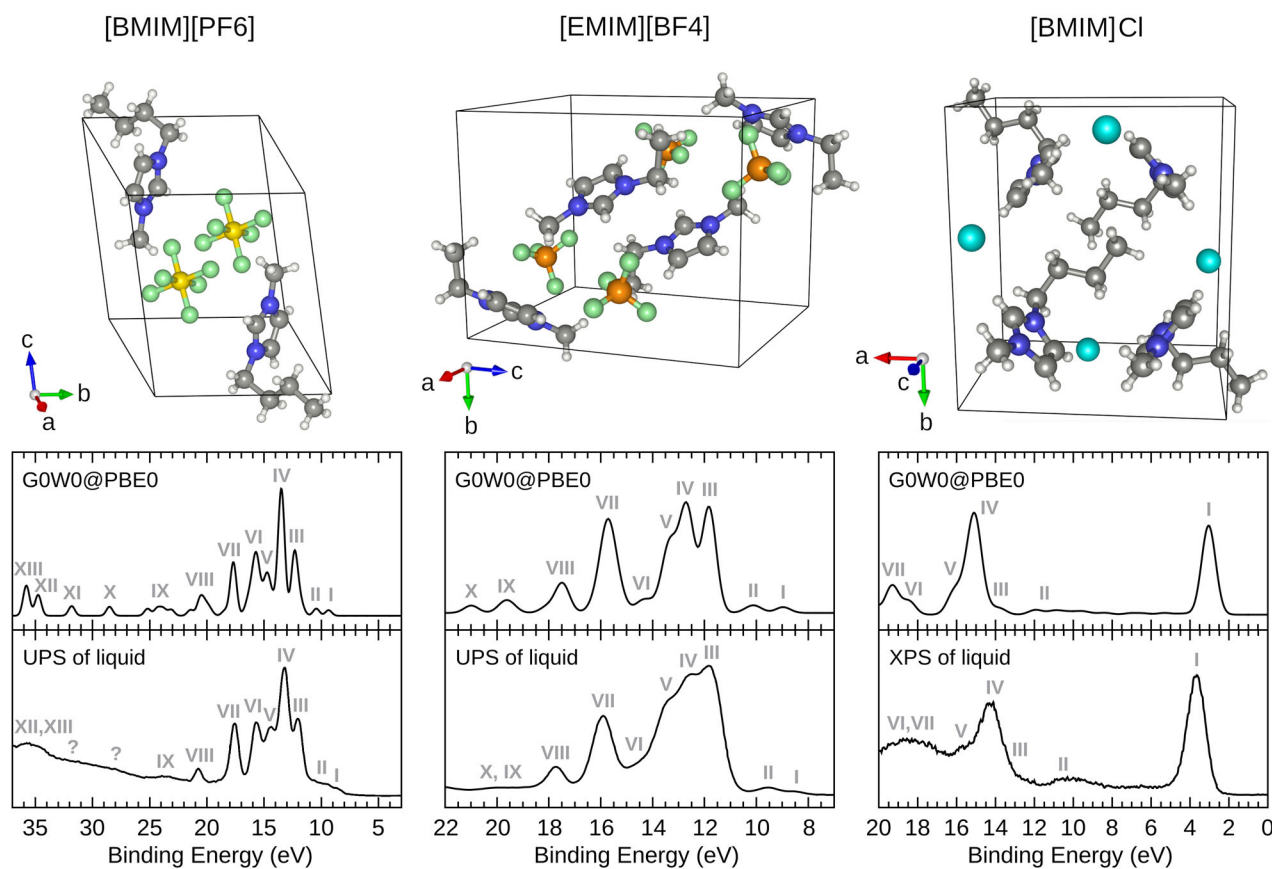 [BMIM][PF6] [EMIM][BF4] [BMIM]Cl
c
b
a
a
c
b
a
c
b
G0W0@PBE0
XIII
XII
XI
X
IX
VIII
VII
VI
V
IV
III
II
I
UPS of liquid
XII,XIII
?
?
IX
VIII
VII
VI
V
IV
III
II
I
35 30 25 20 15 10 5
Binding Energy (eV)
G0W0@PBE0
X
IX
VIII
VII
VI
V
IV
III
II
I
UPS of liquid
X, IX
VIII
VII
VI
V
IV
III
II
I
22 20 18 16 14 12 10 8
Binding Energy (eV)
G0W0@PBE0
VII
VI
V
IV
III
II
I
XPS of liquid
VI,VII
V
IV
III
II
I
20 18 16 14 12 10 8 6 4 2 0
Binding Energy (eV)